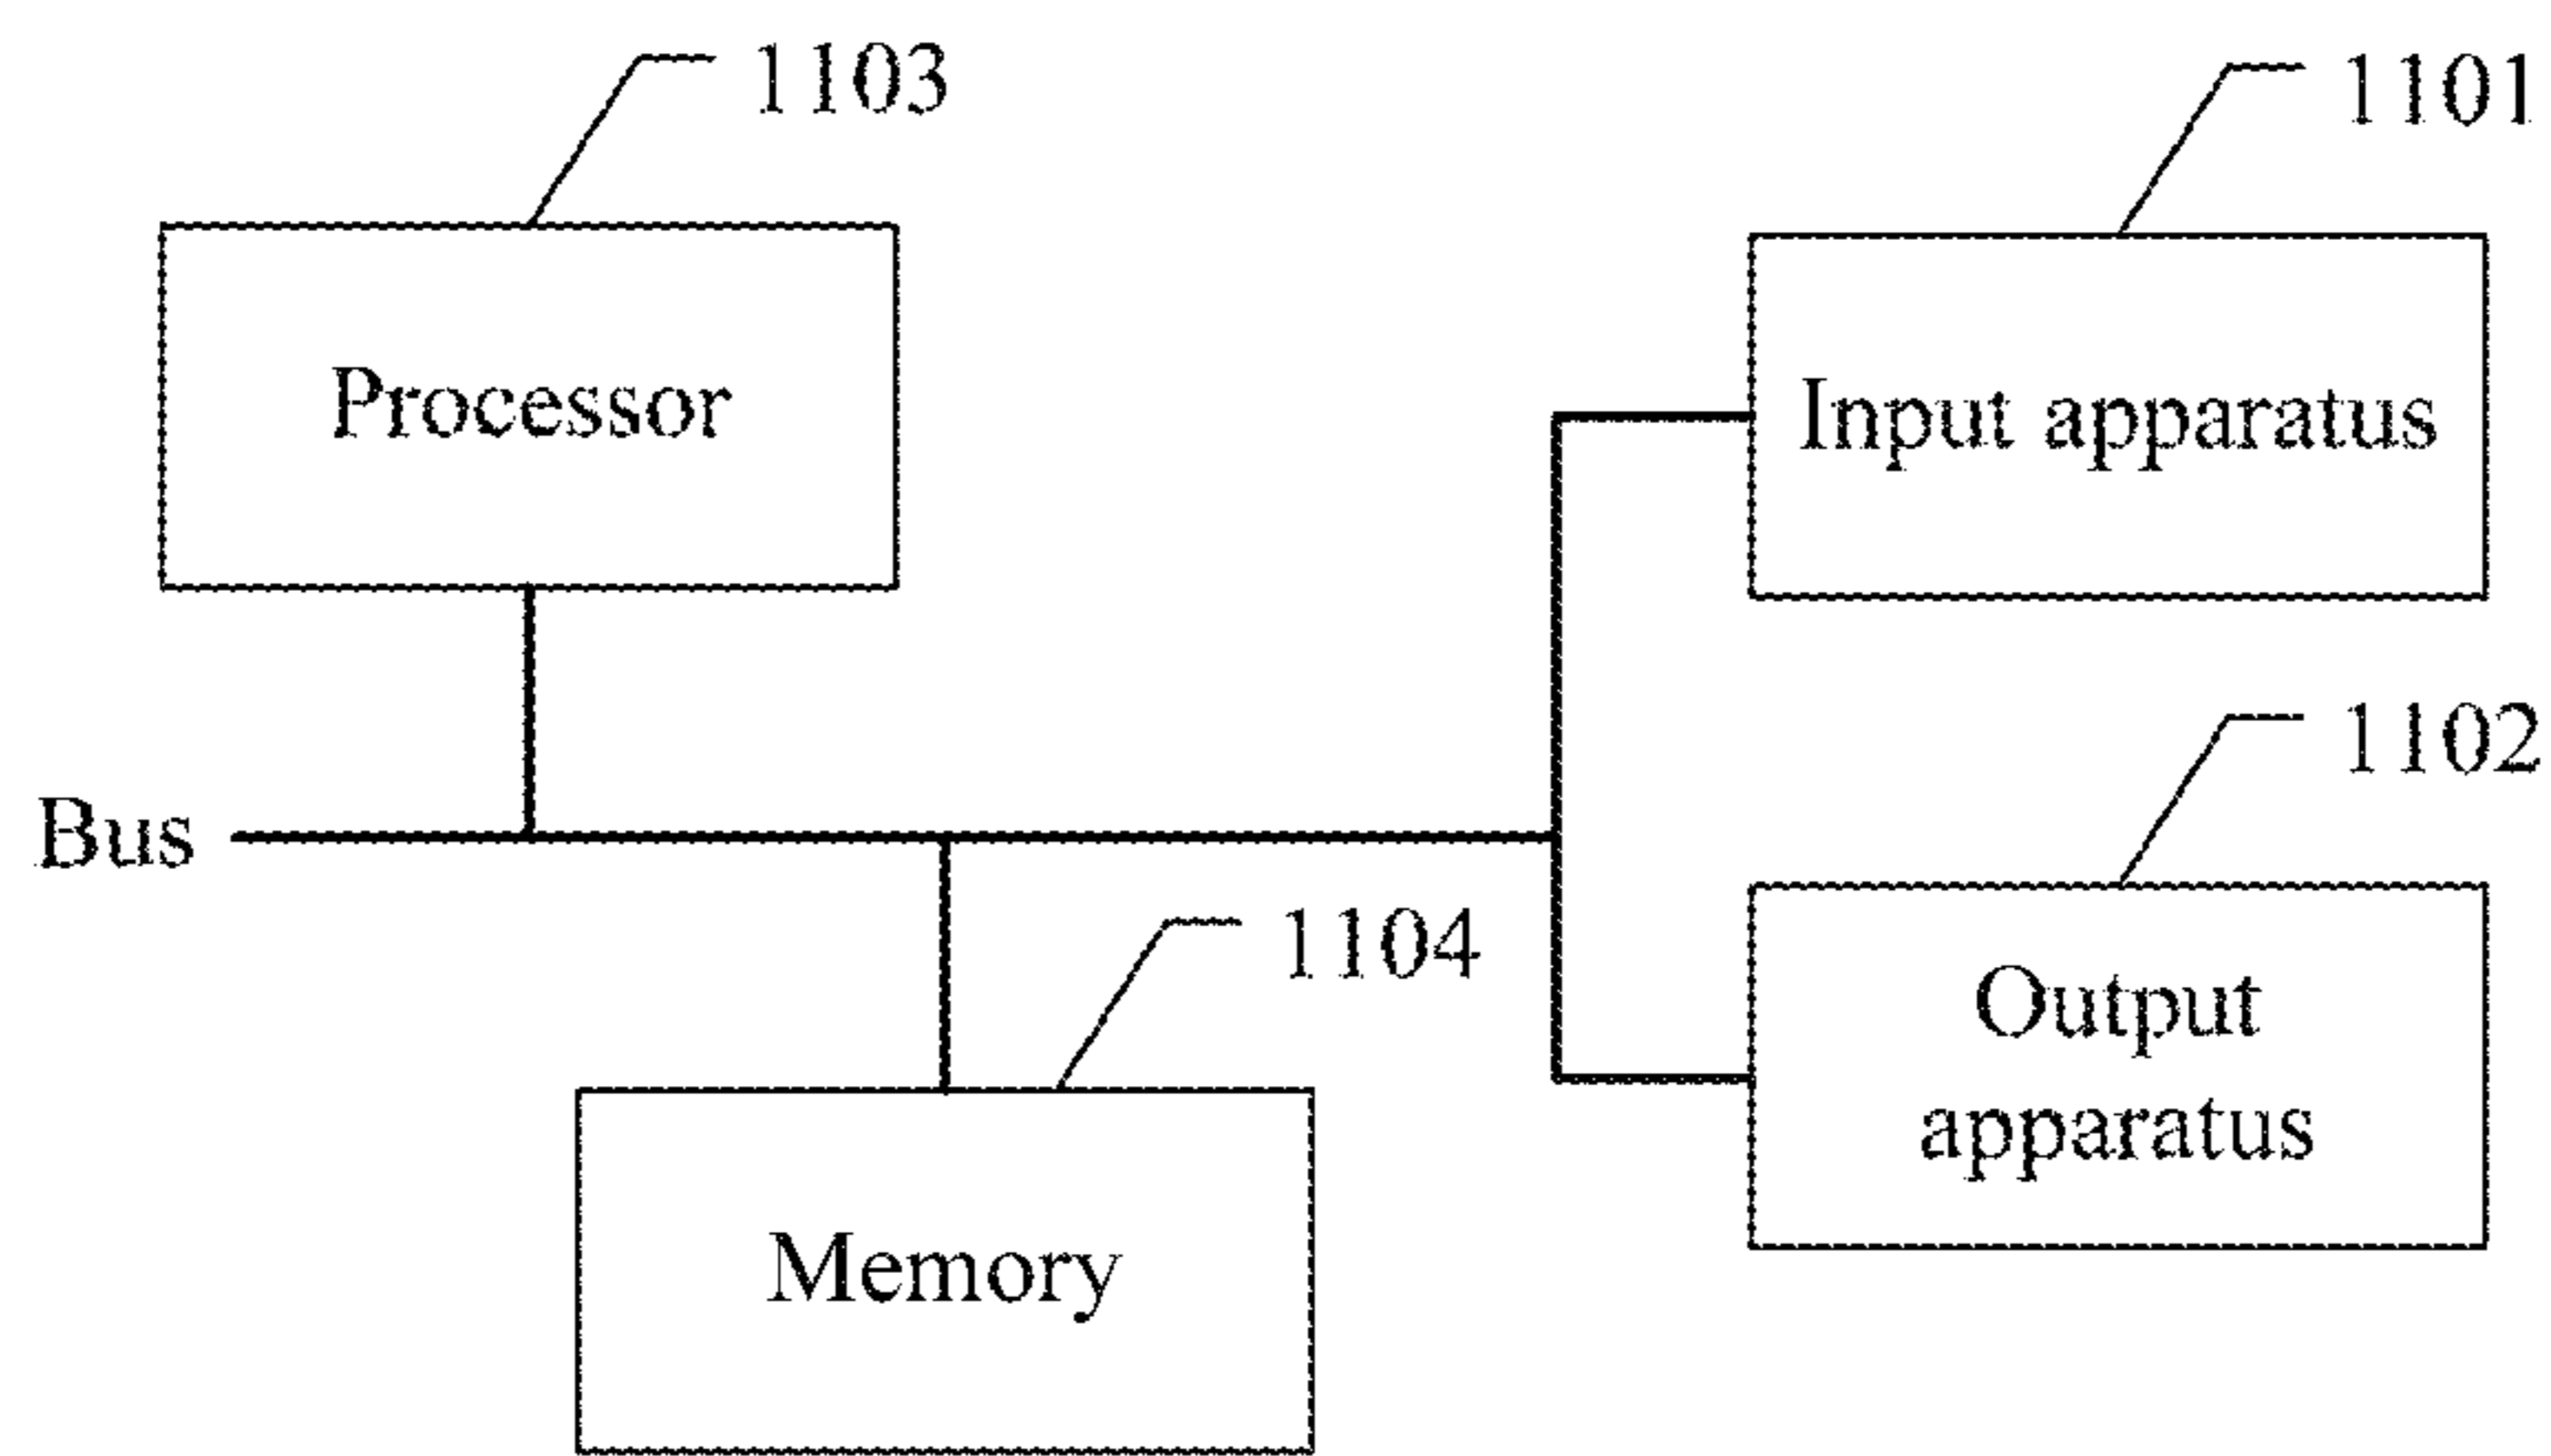 1103
1101
Processor
Input apparatus
1102
Bus
1104
Output
apparatus
Memory